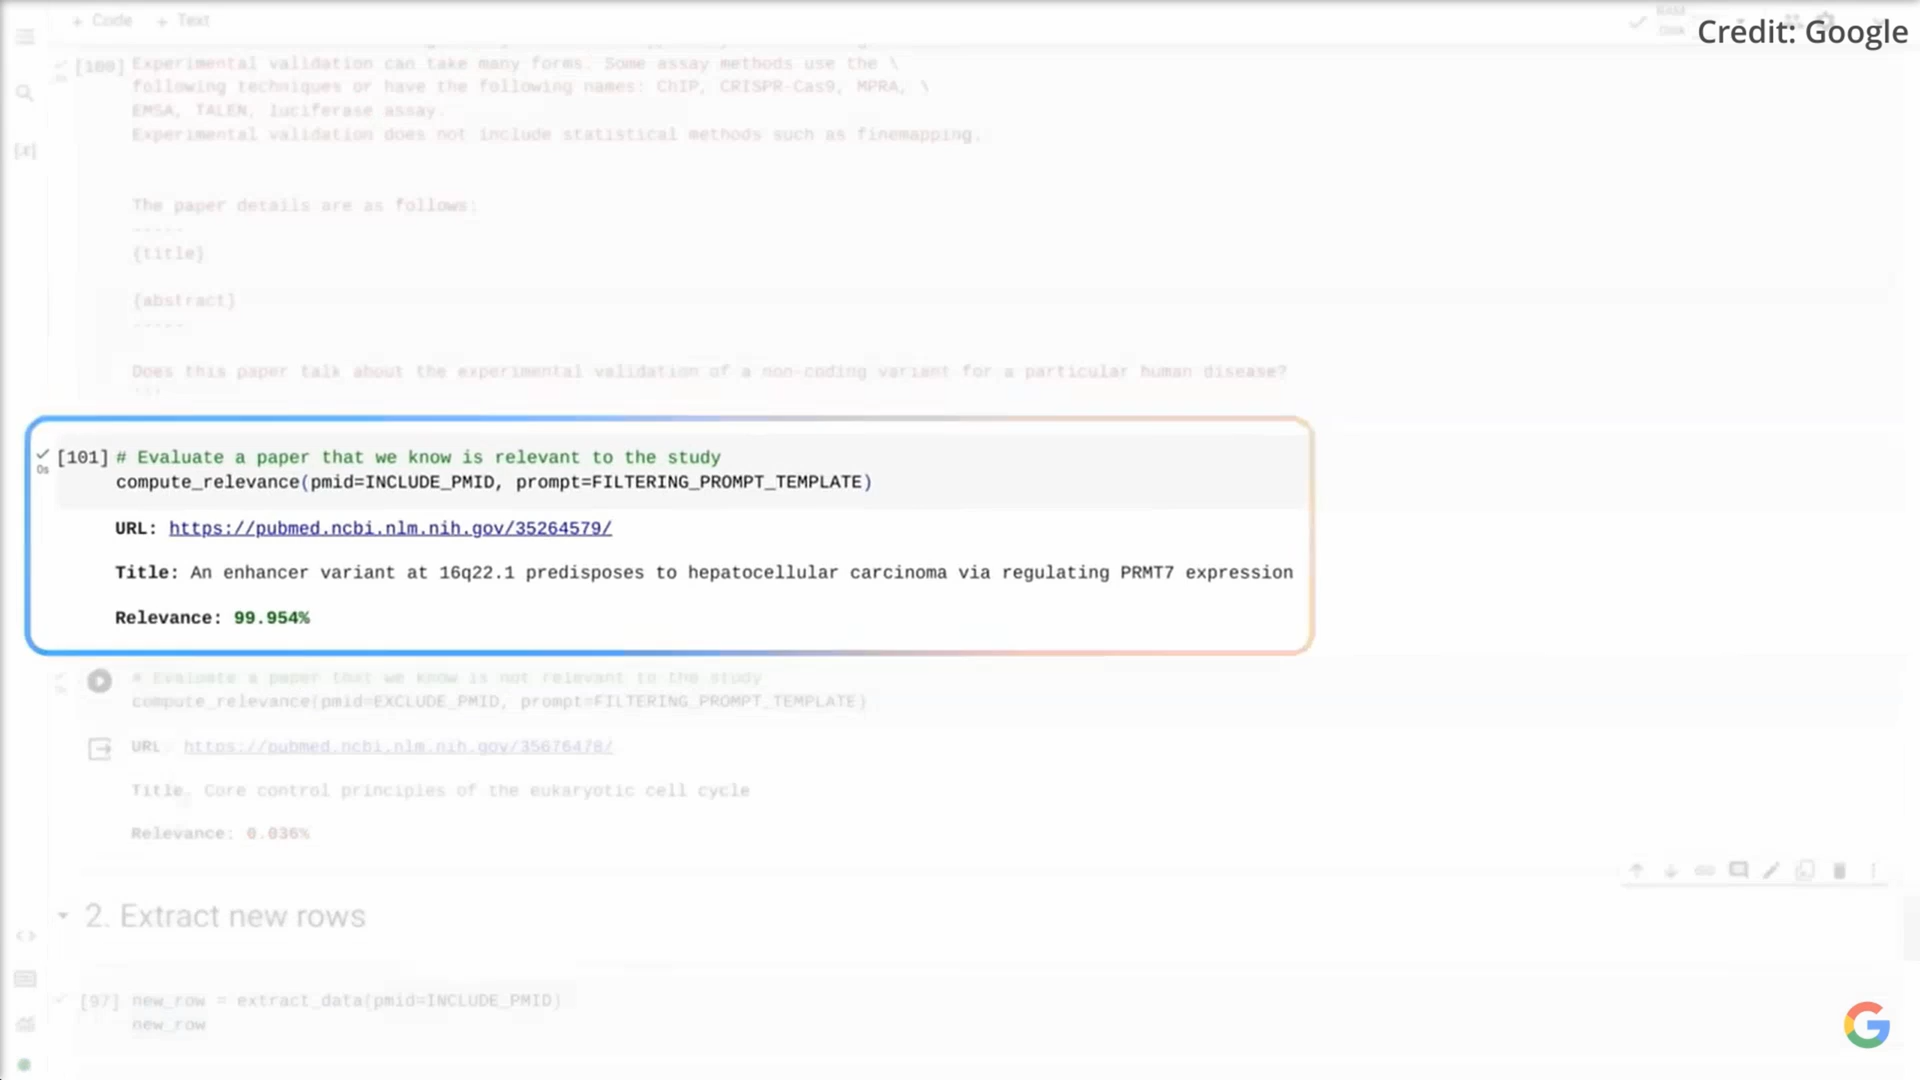 + Code + Text
Credit: Google
[100] Experimental validation can take many forms. Some assay methods use the \
following techniques or have the following names: ChIP, CRISPR-Cas9, MPRA, \
EMSA, TALEN, luciferase assay.
Experimental validation does not include statistical methods such as finemapping.
The paper details are as follows:
-----
{title}
{abstract}
-----
Does this paper talk about the experimental validation of a non-coding variant for a particular human disease?
'''
[101] # Evaluate a paper that we know is relevant to the study
0s
compute_relevance(pmid=INCLUDE_PMID, prompt=FILTERING_PROMPT_TEMPLATE)
URL: https://pubmed.ncbi.nlm.nih.gov/35264579/
Title: An enhancer variant at 16q22.1 predisposes to hepatocellular carcinoma via regulating PRMT7 expression
Relevance: 99.954%
# Evaluate a paper that we know is not relevant to the study
compute_relevance(pmid=EXCLUDE_PMID, prompt=FILTERING_PROMPT_TEMPLATE)
URL: https://pubmed.ncbi.nlm.nih.gov/35676478/
Title: Core control principles of the eukaryotic cell cycle
Relevance: 0.036%
2. Extract new rows
[97] new_row = extract_data(pmid=INCLUDE_PMID)
new_row